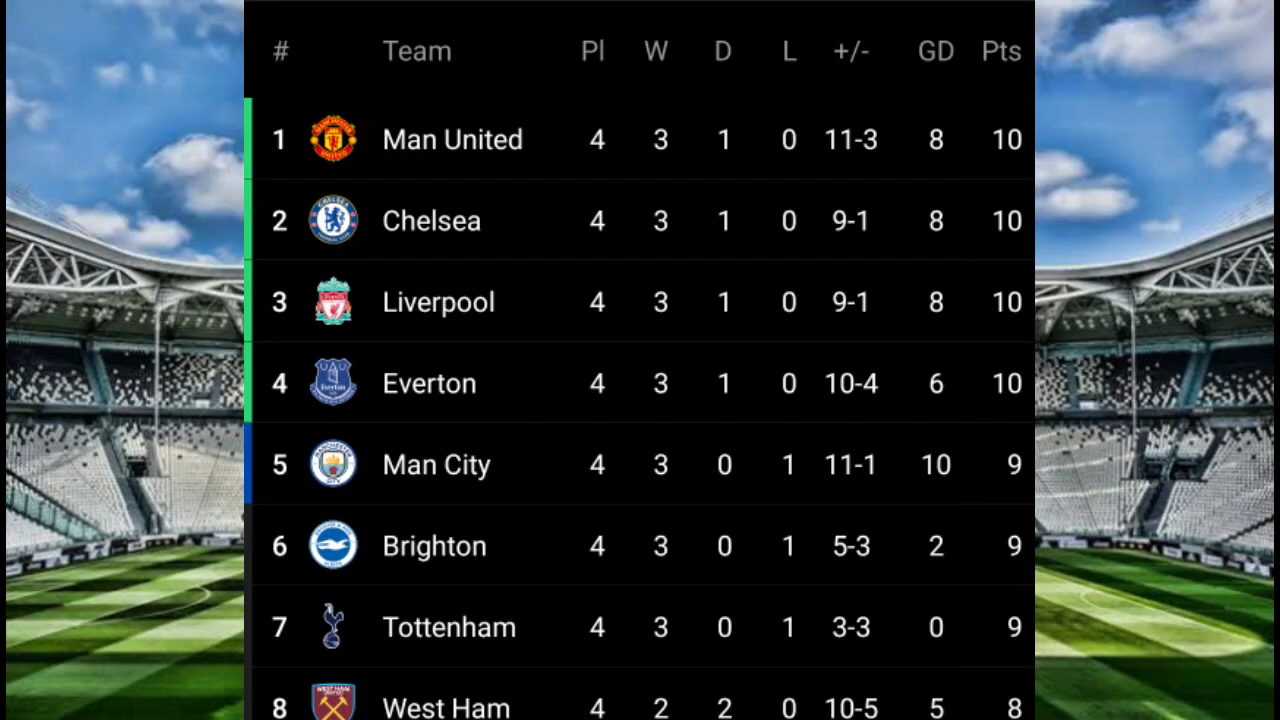 # Team Pl W D L +/- GD Pts
1 Man United 4 3 1 0 11-3 8 10
2 Chelsea 4 3 1 0 9-1 8 10
3 Liverpool 4 3 1 0 9-1 8 10
4 Everton 4 3 1 0 10-4 6 10
5 Man City 4 3 0 1 11-1 10 9
6 Brighton 4 3 0 1 5-3 2 9
7 Tottenham 4 3 0 1 3-3 0 9
8 West Ham 4 2 2 0 10-5 5 8